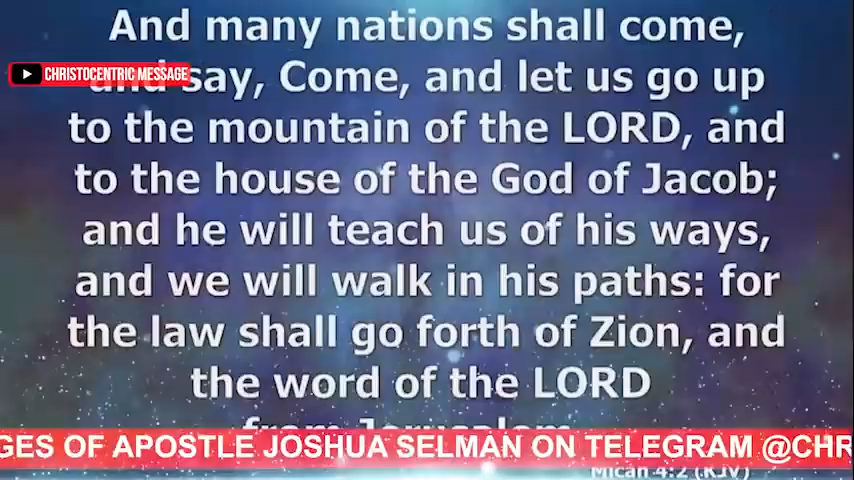 And many nations shall come,
CHRISTOCENTRIC MESSAGE
and say, Come, and let us go up
to the mountain of the LORD, and
to the house of the God of Jacob;
and he will teach us of his ways,
and we will walk in his paths: for
the law shall go forth of Zion, and
the word of the LORD
from Jerusalem.
GES OF APOSTLE JOSHUA SELMAN ON TELEGRAM @CHR
Micah 4:2 (KJV)